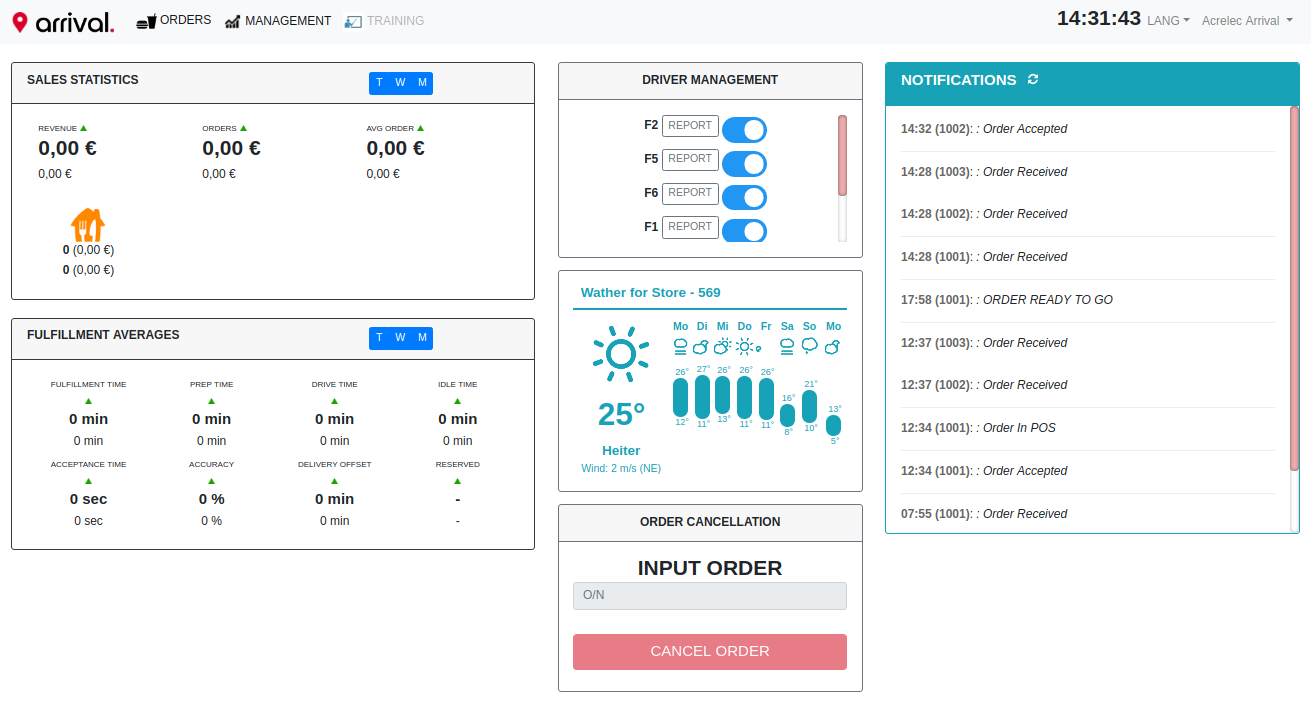 arrival. ORDERS MANAGEMENT TRAINING 14:31:43 LANG Acrelec Arrival
SALES STATISTICS T W M
REVENUE ORDERS AVG ORDER
0,00 € 0,00 € 0,00 €
0,00 € 0,00 € 0,00 €
0 (0,00 €)
0 (0,00 €)
FULFILLMENT AVERAGES T W M
FULFILLMENT TIME PREP TIME DRIVE TIME IDLE TIME
0 min 0 min 0 min 0 min
0 min 0 min 0 min 0 min
ACCEPTANCE TIME ACCURACY DELIVERY OFFSET RESERVED
0 sec 0 % 0 min -
0 sec 0 % 0 min -
DRIVER MANAGEMENT
F2 REPORT
F5 REPORT
F6 REPORT
F1 REPORT
Wather for Store - 569
Mo Di Mi Do Fr Sa So Mo
26° 27° 26° 26° 26° 16° 21° 13°
12° 11° 13° 11° 11° 8° 10° 5°
25°
Heiter
Wind: 2 m/s (NE)
ORDER CANCELLATION
INPUT ORDER
O/N
CANCEL ORDER
NOTIFICATIONS
14:32 (1002): : Order Accepted
14:28 (1003): : Order Received
14:28 (1002): : Order Received
14:28 (1001): : Order Received
17:58 (1001): : ORDER READY TO GO
12:37 (1003): : Order Received
12:37 (1002): : Order Received
12:34 (1001): : Order In POS
12:34 (1001): : Order Accepted
07:55 (1001): : Order Received